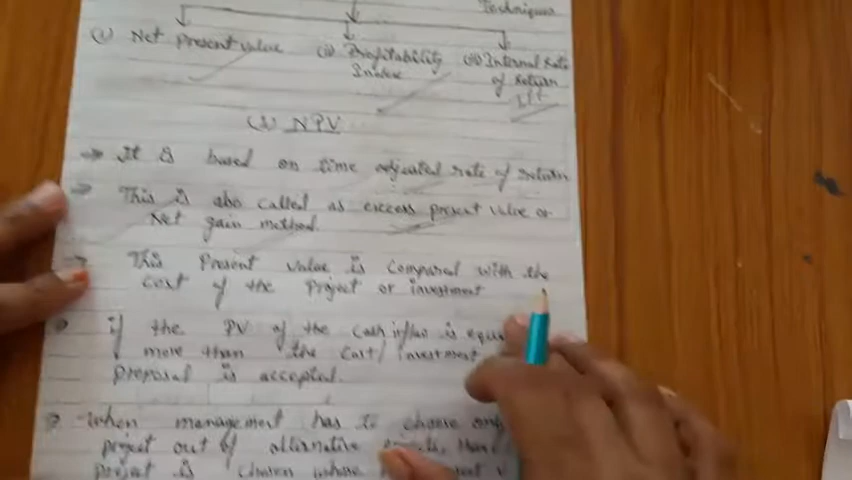 Techniques
(i) Net Present Value (ii) Profitability (iii) Internal Rate
Index of Return
IRR
(1) NPV
⇒ It is based on time adjusted rate of return
⇒ This is also called as excess present value or
Net gain method.
⇒ This Present Value is compared with the
cost of the project or investment
⇒ if the PV of the cash inflow is
more than the cost/investment
proposal is accepted.
⇒ when management has to choose
project out of alternative
project is chosen whose